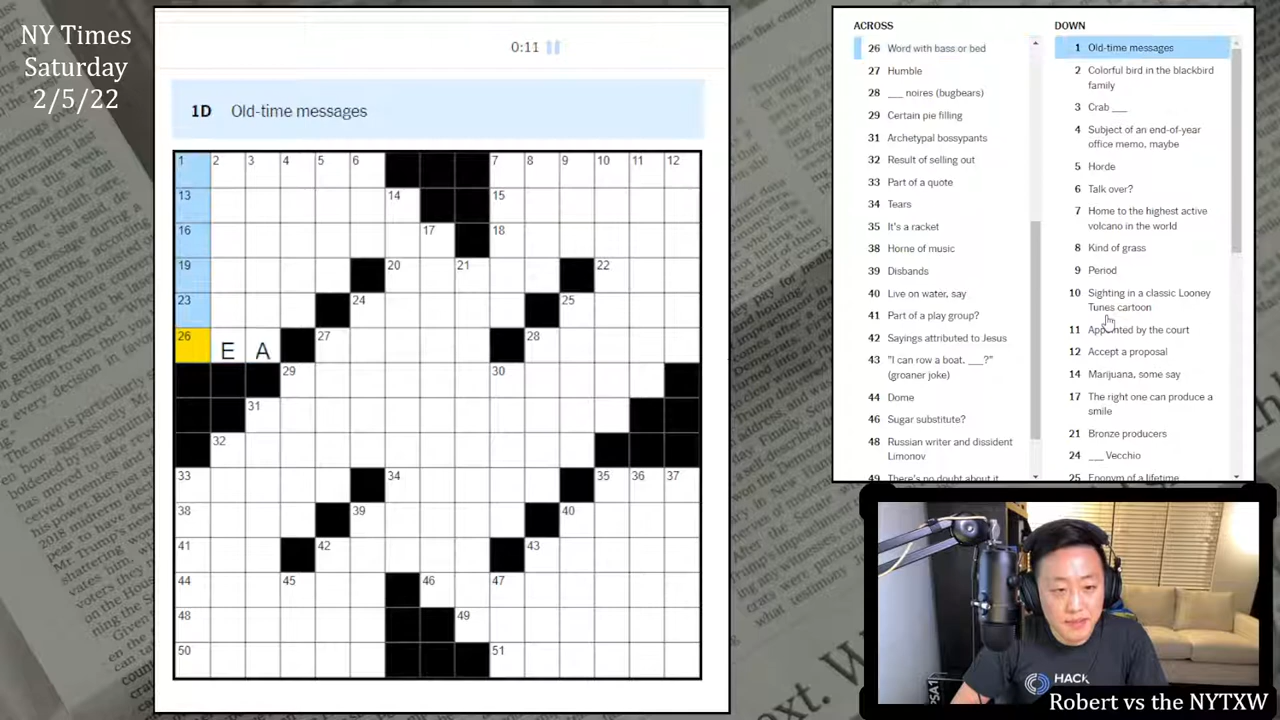 NY Times
Saturday
2/5/22
0:11
1D Old-time messages
1 2 3 4 5 6 7 8 9 10 11 12
13 14 15
16 17 18
19 20 21 22
23 24 25
26 E A 27 28
29 30
31
32
33 34 35 36 37
38 39 40
41 42 43
44 45 46 47
48 49
50 51
ACROSS
26 Word with bass or bed
27 Humble
28 ___ noires (bugbears)
29 Certain pie filling
31 Archetypal bossypants
32 Result of selling out
33 Part of a quote
34 Tears
35 It's a racket
38 Horne of music
39 Disbands
40 Live on water, say
41 Part of a play group?
42 Sayings attributed to Jesus
43 "I can row a boat. ___?"
(groaner joke)
44 Dome
46 Sugar substitute?
48 Russian writer and dissident
Limonov
49 There's no doubt about it
DOWN
1 Old-time messages
2 Colorful bird in the blackbird
family
3 Crab ___
4 Subject of an end-of-year
office memo, maybe
5 Horde
6 Talk over?
7 Home to the highest active
volcano in the world
8 Kind of grass
9 Period
10 Sighting in a classic Looney
Tunes cartoon
11 Appointed by the court
12 Accept a proposal
14 Marijuana, some say
17 The right one can produce a
smile
21 Bronze producers
24 ___ Vecchio
25 Eponym of a lifetime
HACK
Robert vs the NYTXW